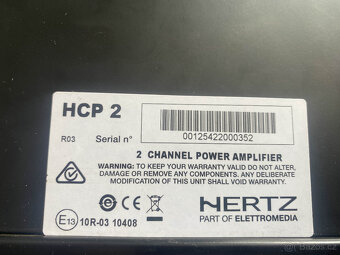 HCP 2
R03 Serial n° 00125422000352
2 CHANNEL POWER AMPLIFIER
WARNING: TO KEEP YOUR WARRANTY VALID, DO NOT
DAMAGE OR REMOVE ANY COMPONENTS. ANY DELIBERATE
MODIFICATION OF THIS UNIT SHALL VOID WARRANTY.
E13 10R-03 10408
CE
HERTZ
PART OF ELETTROMEDIA